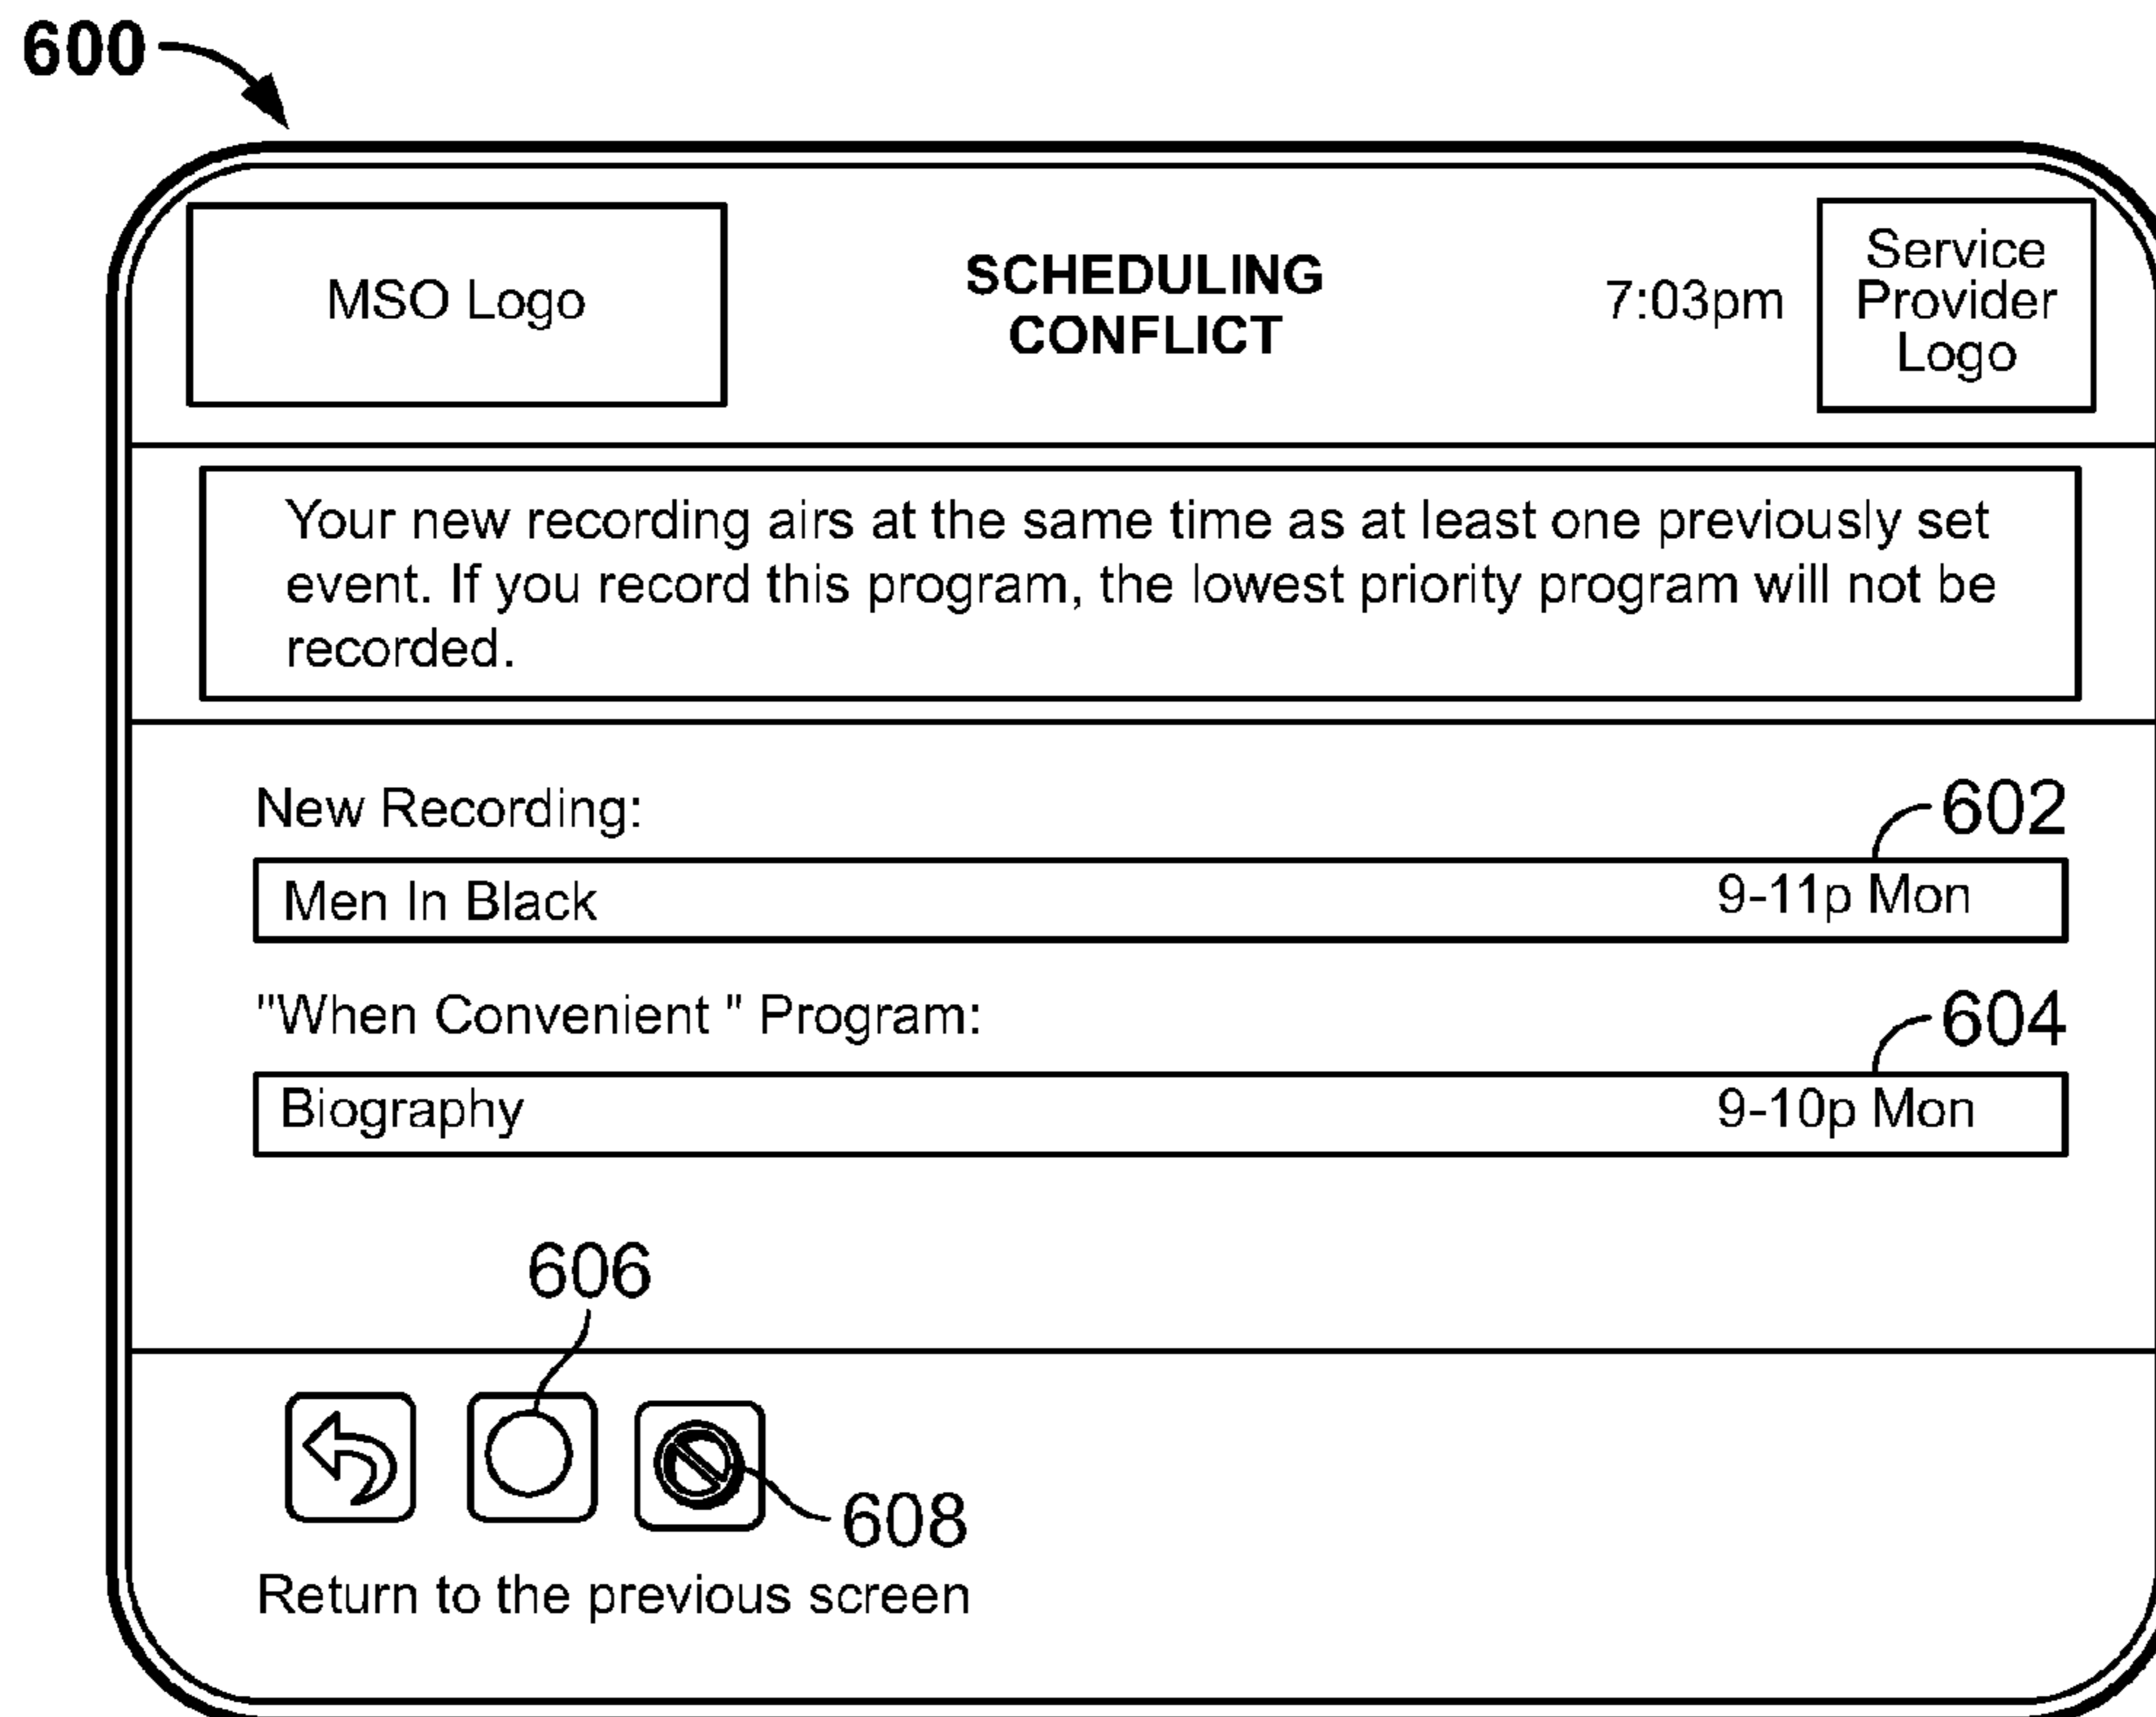 600
MSO Logo
SCHEDULING
CONFLICT
7:03pm
Service
Provider
Logo
Your new recording airs at the same time as at least one previously set
event. If you record this program, the lowest priority program will not be
recorded.
New Recording:
602
Men In Black 9-11p Mon
"When Convenient " Program:
604
Biography 9-10p Mon
606
608
Return to the previous screen